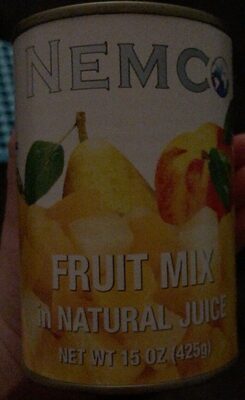 NEMCO
FRUIT MIX
in NATURAL JUICE
NET WT 15 OZ (425g)